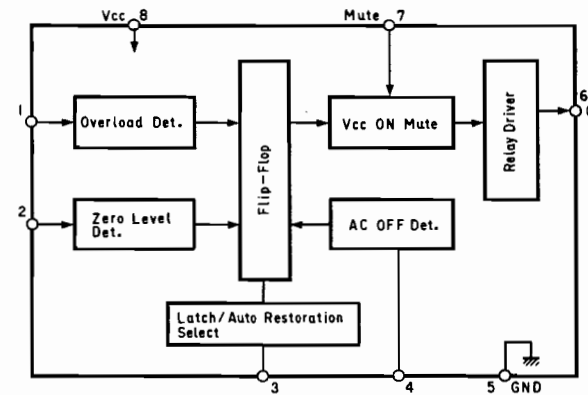 Vcc 8
Mute 7
1
Overload Det.
Flip-Flop
Vcc ON Mute
Relay Driver
6
2
Zero Level
Det.
AC OFF Det.
Latch/Auto Restoration
Select
3
4
5 GND